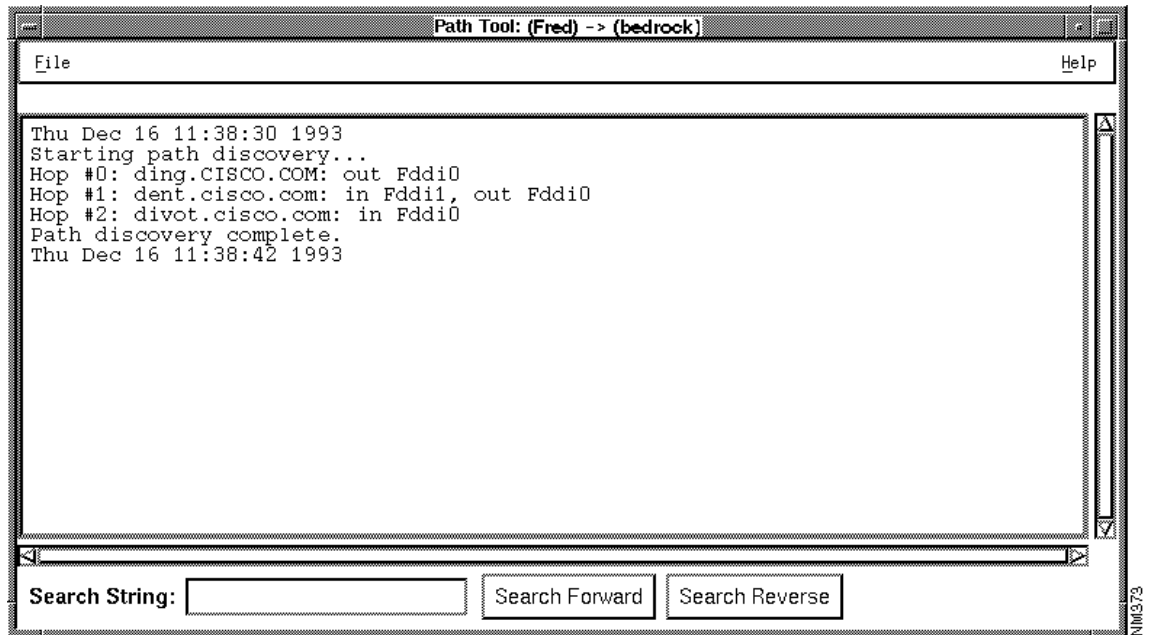 Path Tool: (Fred) -> (bedrock)
File
Help
Thu Dec 16 11:38:30 1993
Starting path discovery...
Hop #0: ding.CISCO.COM: out Fddi0
Hop #1: dent.cisco.com: in Fddi1, out Fddi0
Hop #2: divot.cisco.com: in Fddi0
Path discovery complete.
Thu Dec 16 11:38:42 1993
Search String:
Search Forward
Search Reverse
NM373